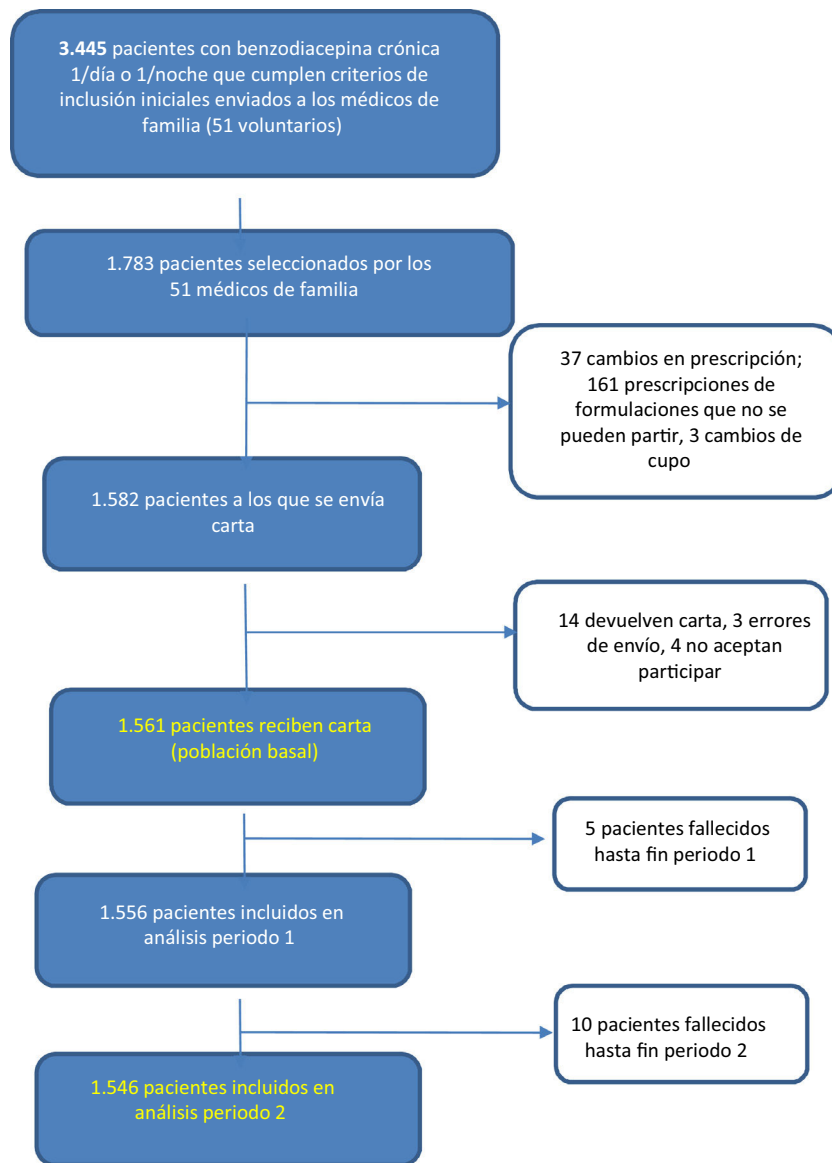 3.445 pacientes con benzodiacepina crónica
1/día o 1/noche que cumplen criterios de
inclusión iniciales enviados a los médicos de
familia (51 voluntarios)
1.783 pacientes seleccionados por los
51 médicos de familia
37 cambios en prescripción;
161 prescripciones de
formulaciones que no se
pueden partir, 3 cambios de
cupo
1.582 pacientes a los que se envía
carta
14 devuelven carta, 3 errores
de envío, 4 no aceptan
participar
1.561 pacientes reciben carta
(población basal)
5 pacientes fallecidos
hasta fin periodo 1
1.556 pacientes incluidos en
análisis periodo 1
10 pacientes fallecidos
hasta fin periodo 2
1.546 pacientes incluidos en
análisis periodo 2